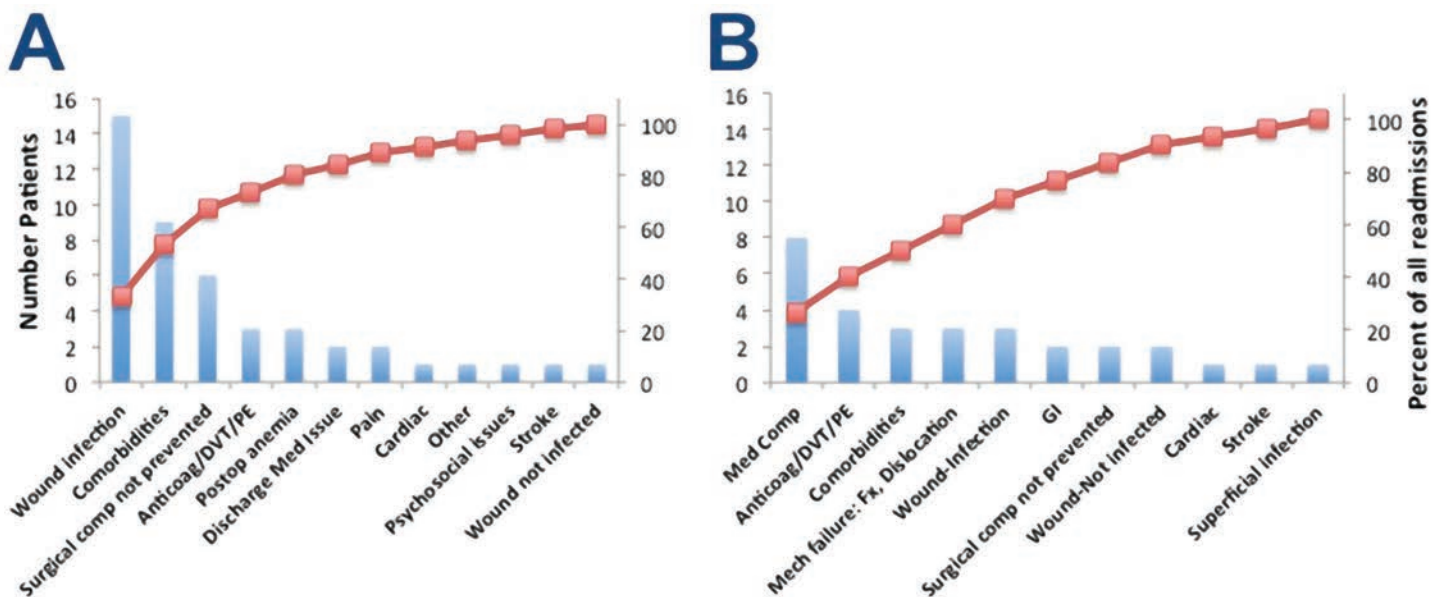 A
B
Number Patients
16
14
12
10
8
6
4
2
0
100
80
60
40
20
0
Wound infection
Comorbidities
Surgical comp not prevented
Anticoag/DVT/PE
Postop anemia
Discharge Med Issue
Pain
Cardiac
Other
Psychosocial issues
Stroke
Wound not infected
16
14
12
10
8
6
4
2
0
100
80
60
40
20
0
Percent of all readmissions
Med Comp
Anticoag/DVT/PE
Comorbidities
Mech failure: Fx, Dislocation
Wound-Infection
GI
Surgical comp not prevented
Wound-Not infected
Cardiac
Stroke
Superficial infection